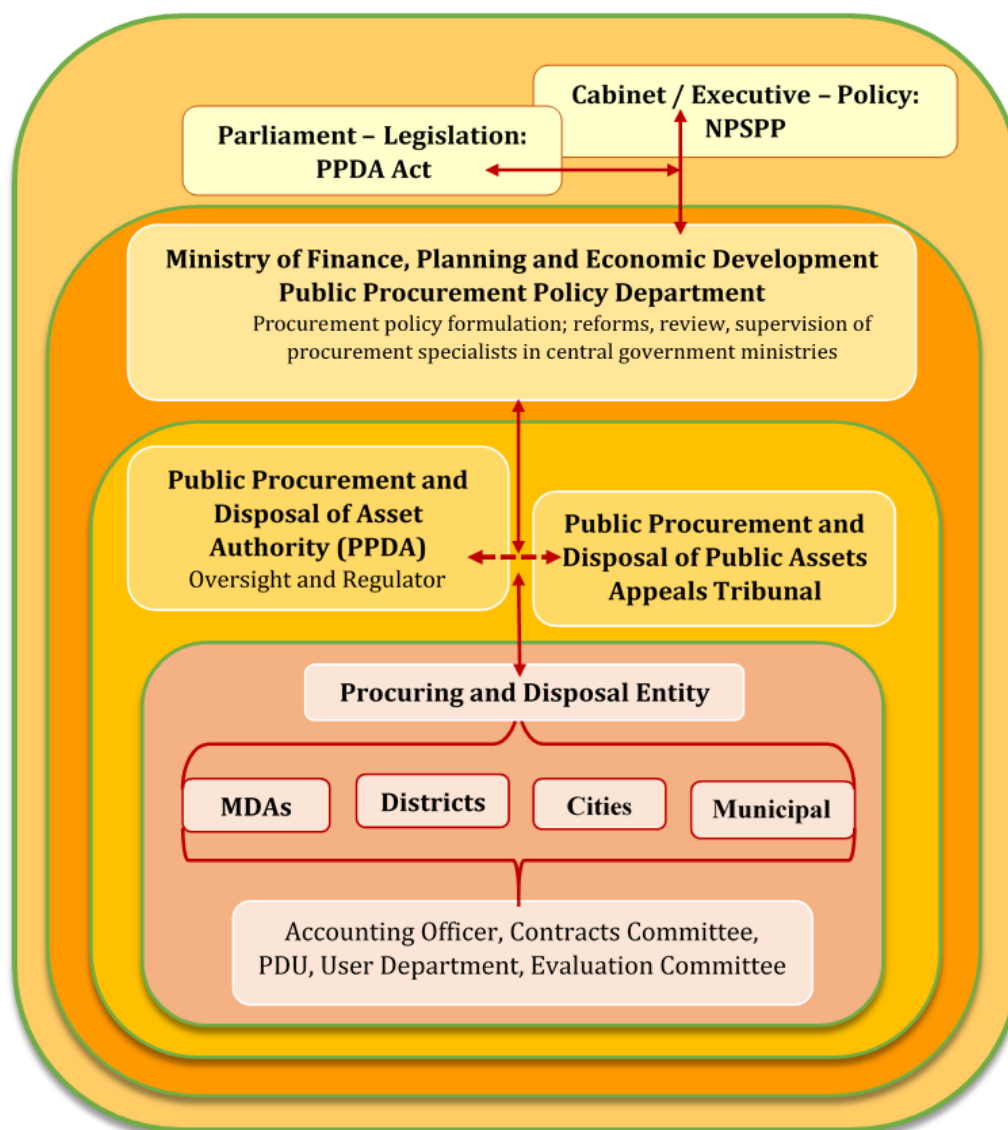 Cabinet / Executive – Policy:
NPSPP
Parliament – Legislation:
PPDA Act
Ministry of Finance, Planning and Economic Development
Public Procurement Policy Department
Procurement policy formulation; reforms, review, supervision of
procurement specialists in central government ministries
Public Procurement and
Disposal of Asset
Authority (PPDA)
Oversight and Regulator
Public Procurement and
Disposal of Public Assets
Appeals Tribunal
Procuring and Disposal Entity
MDAs
Districts
Cities
Municipal
Accounting Officer, Contracts Committee,
PDU, User Department, Evaluation Committee